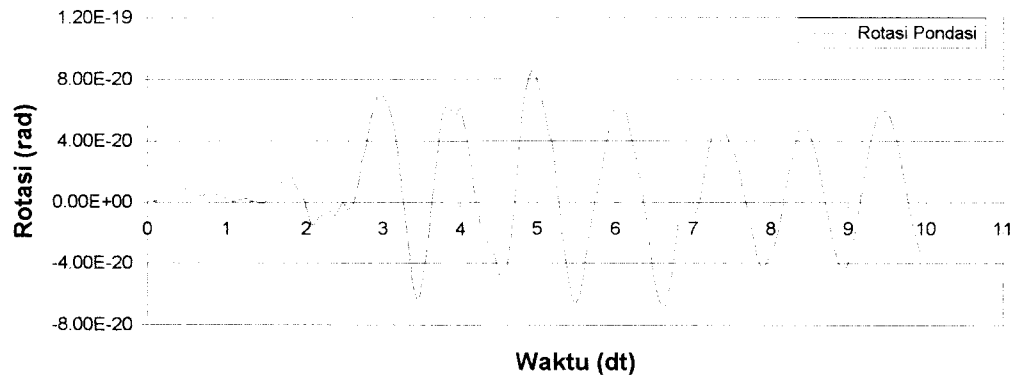 1.20E-19
Rotasi Pondasi
8.00E-20
4.00E-20
0.00E+00
0 1 2 3 4 5 6 7 8 9 10 11
-4.00E-20
-8.00E-20
Rotasi (rad)
Waktu (dt)